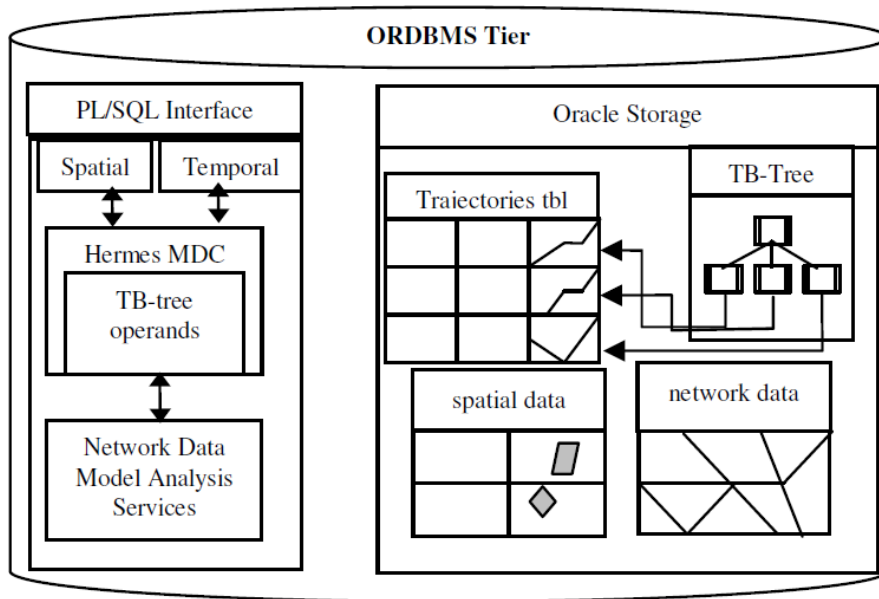 ORDBMS Tier
PL/SQL Interface
Spatial
Temporal
Hermes MDC
TB-tree
operands
Network Data
Model Analysis
Services
Oracle Storage
Traiectories tbl
TB-Tree
spatial data
network data